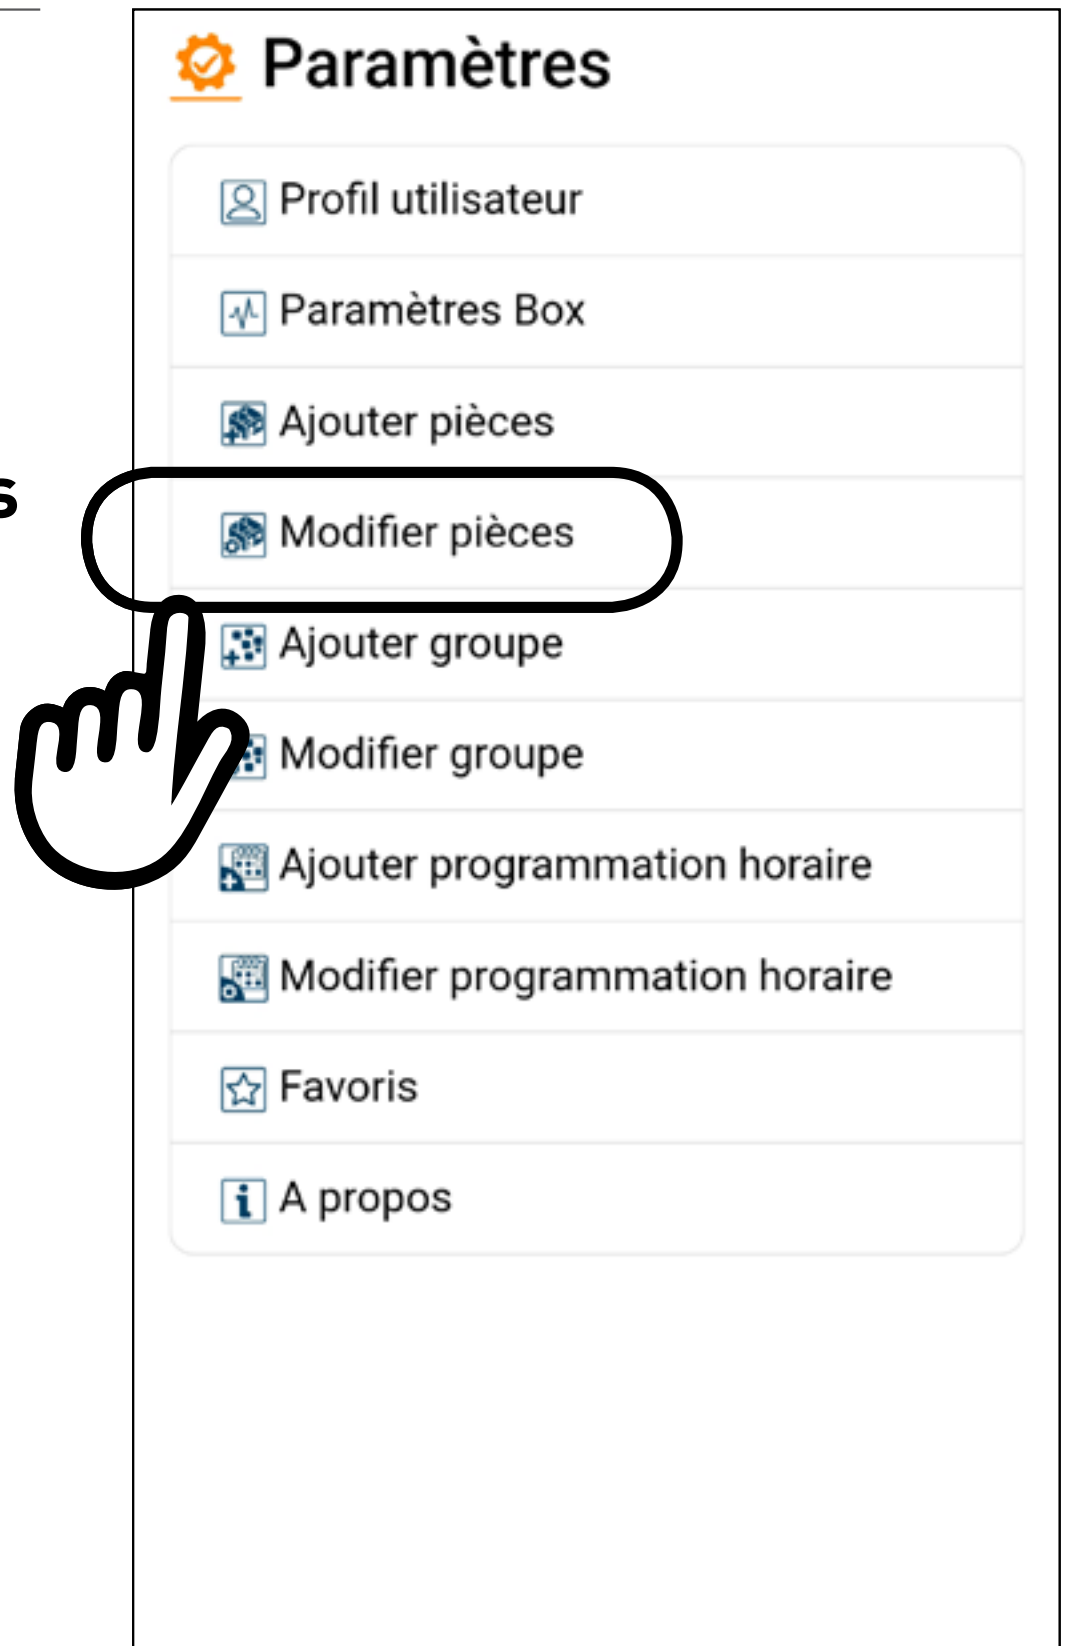 Paramètres
Profil utilisateur
Paramètres Box
Ajouter pièces
Modifier pièces
Ajouter groupe
Modifier groupe
Ajouter programmation horaire
Modifier programmation horaire
Favoris
A propos